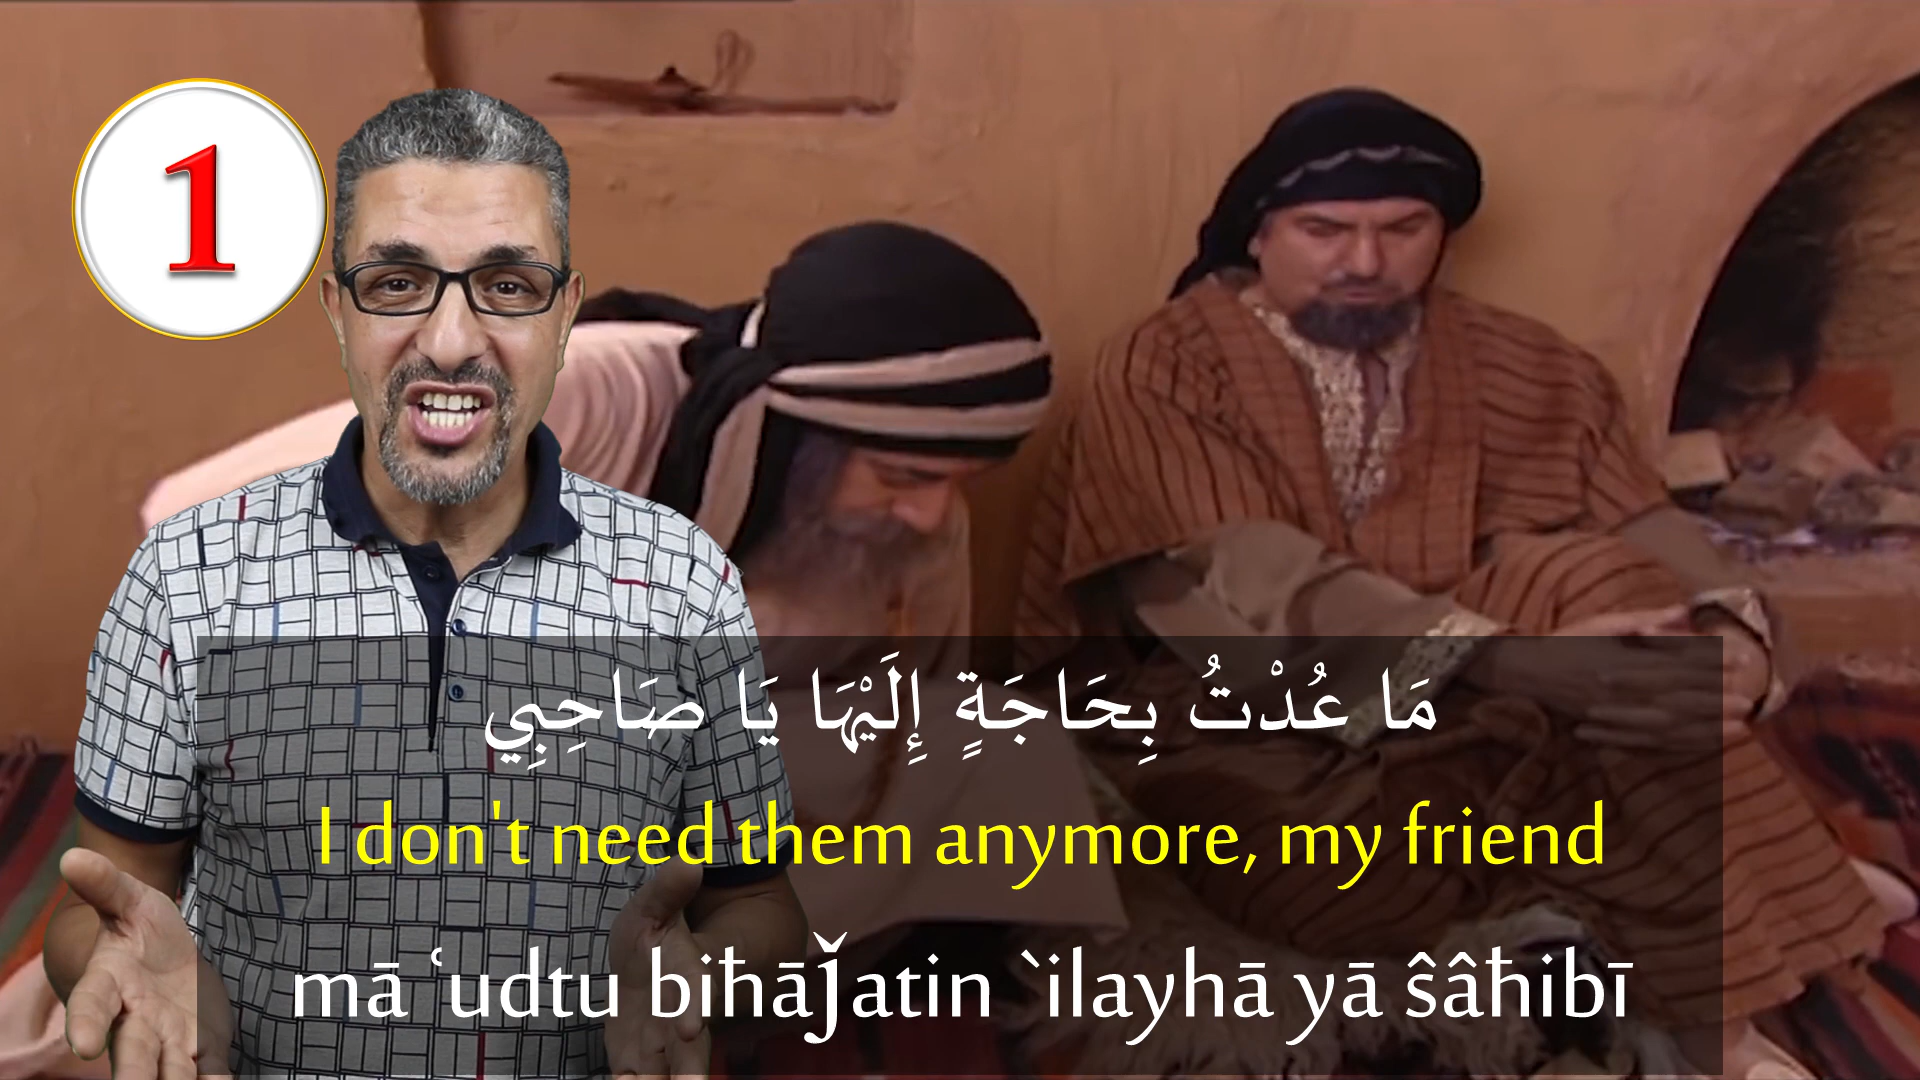 1
مَا عُدْتُ بِحَاجَةٍ إِلَيْهَا يَا صَاحِبِي
I don't need them anymore, my friend
mā ʿudtu biħāǰatin `ilayhā yā ŝâħibī